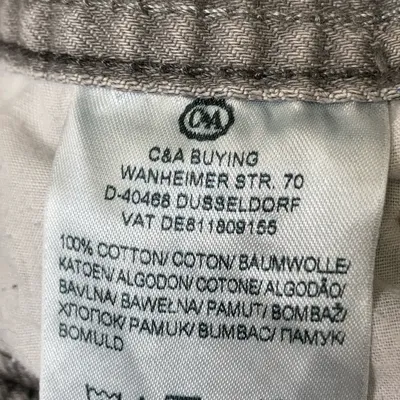 C&A
C&A BUYING
WANHEIMER STR. 70
D-40468 DUSSELDORF
VAT DE811809155
100% COTTON/ COTON/ BAUMWOLLE/
KATOEN/ ALGODON/ COTONE/ ALGODÃO/
BAVLNA/ BAWEŁNA/ PAMUT/ BOMBAŽ/
ХЛОПОК/ PAMUK/ BUMBAC/ ПАМУК/
BOMULD